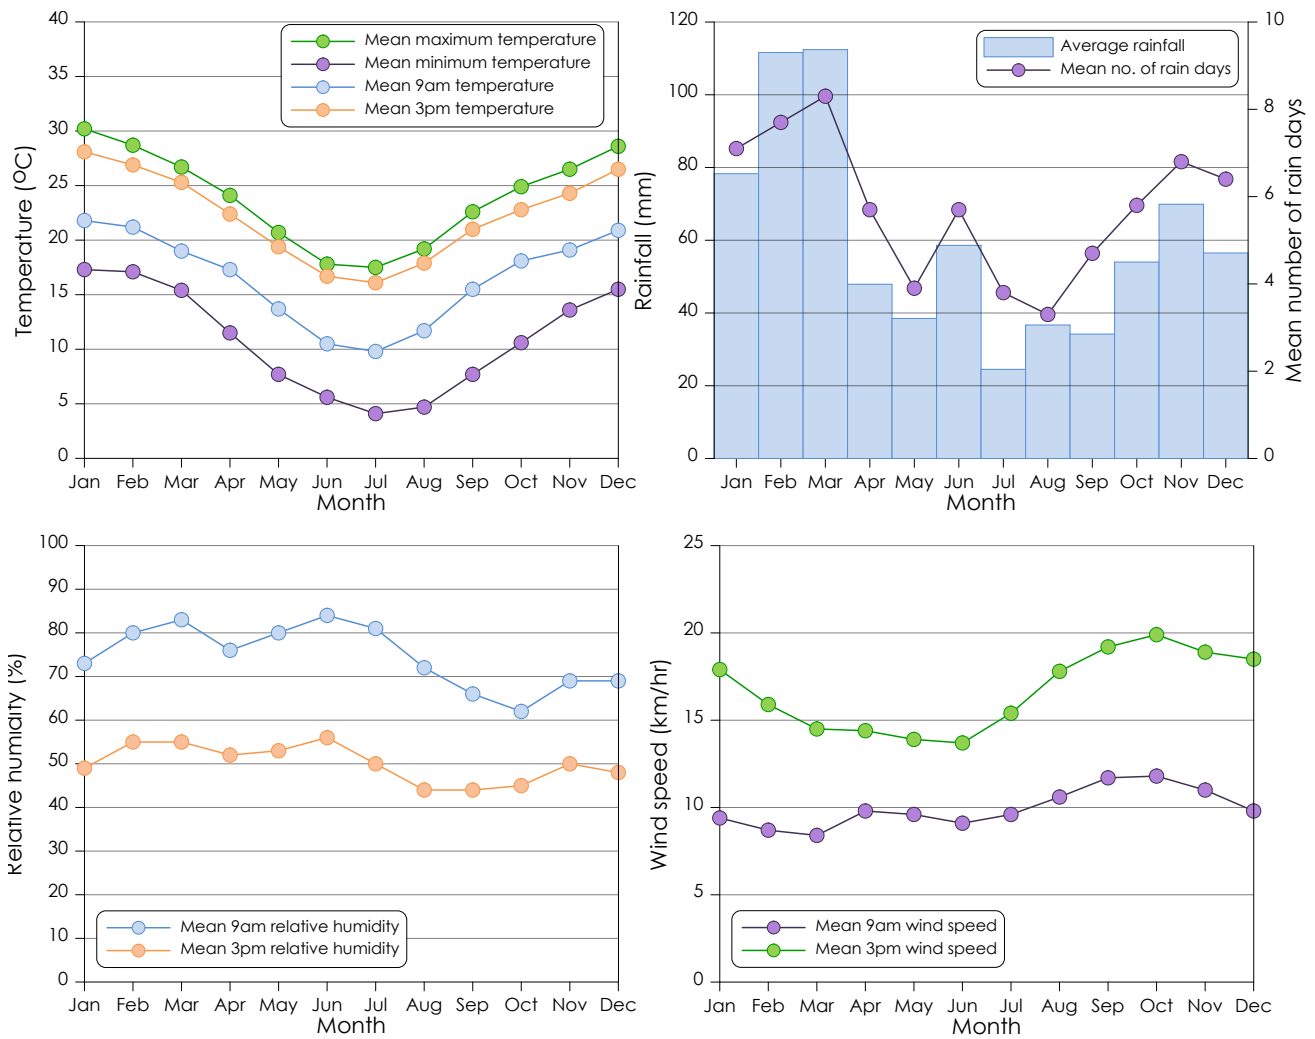 Temperature (ºC)
40
35
30
25
20
15
10
5
0
Mean maximum temperature
Mean minimum temperature
Mean 9am temperature
Mean 3pm temperature
Jan Feb Mar Apr May Jun Jul Aug Sep Oct Nov Dec
Month
Rainfall (mm)
120
100
80
60
40
20
0
Average rainfall
Mean no. of rain days
10
8
6
4
2
0
Mean number of rain days
Jan Feb Mar Apr May Jun Jul Aug Sep Oct Nov Dec
Month
Relative humidity (%)
100
90
80
70
60
50
40
30
20
10
0
Mean 9am relative humidity
Mean 3pm relative humidity
Jan Feb Mar Apr May Jun Jul Aug Sep Oct Nov Dec
Month
Wind speed (km/hr)
25
20
15
10
5
0
Mean 9am wind speed
Mean 3pm wind speed
Jan Feb Mar Apr May Jun Jul Aug Sep Oct Nov Dec
Month